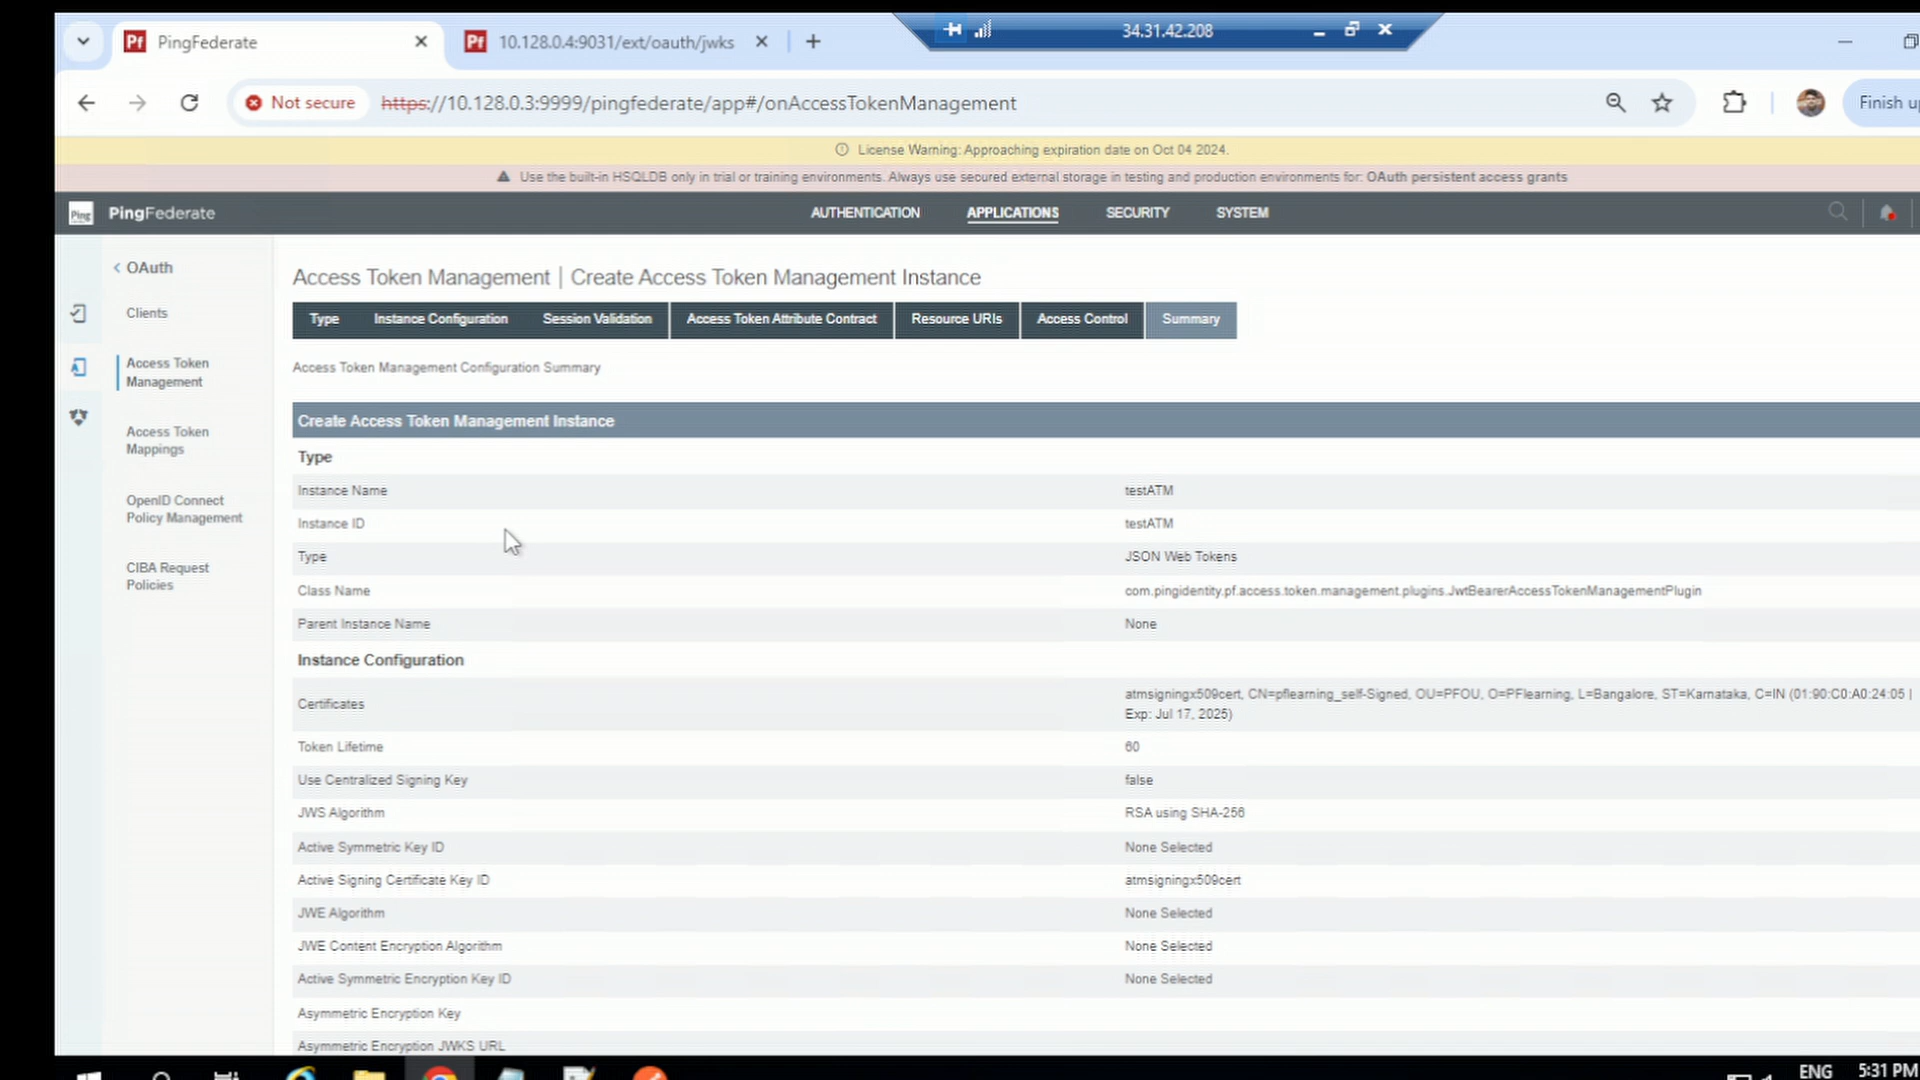 PingFederate
10.128.0.4:9031/ext/oauth/jwks
34.31.42.208
Not secure
https://10.128.0.3:9999/pingfederate/app#/onAccessTokenManagement
Finish u
License Warning: Approaching expiration date on Oct 04 2024.
Use the built-in HSQLDB only in trial or training environments. Always use secured external storage in testing and production environments for: OAuth persistent access grants
Ping
PingFederate
AUTHENTICATION
APPLICATIONS
SECURITY
SYSTEM
OAuth
Clients
Access Token
Management
Access Token
Mappings
OpenID Connect
Policy Management
CIBA Request
Policies
Access Token Management | Create Access Token Management Instance
Type
Instance Configuration
Session Validation
Access Token Attribute Contract
Resource URIs
Access Control
Summary
Access Token Management Configuration Summary
Create Access Token Management Instance
Type
Instance Name testATM
Instance ID testATM
Type JSON Web Tokens
Class Name com.pingidentity.pf.access.token.management.plugins.JwtBearerAccessTokenManagementPlugin
Parent Instance Name None
Instance Configuration
Certificates atmsigningx509cert, CN=pflearning_self-Signed, OU=PFOU, O=PFlearning, L=Bangalore, ST=Karnataka, C=IN (01:90:C0:A0:24:05 |
Exp: Jul 17, 2025)
Token Lifetime 60
Use Centralized Signing Key false
JWS Algorithm RSA using SHA-256
Active Symmetric Key ID None Selected
Active Signing Certificate Key ID atmsigningx509cert
JWE Algorithm None Selected
JWE Content Encryption Algorithm None Selected
Active Symmetric Encryption Key ID None Selected
Asymmetric Encryption Key
Asymmetric Encryption JWKS URL
ENG
5:31 PM